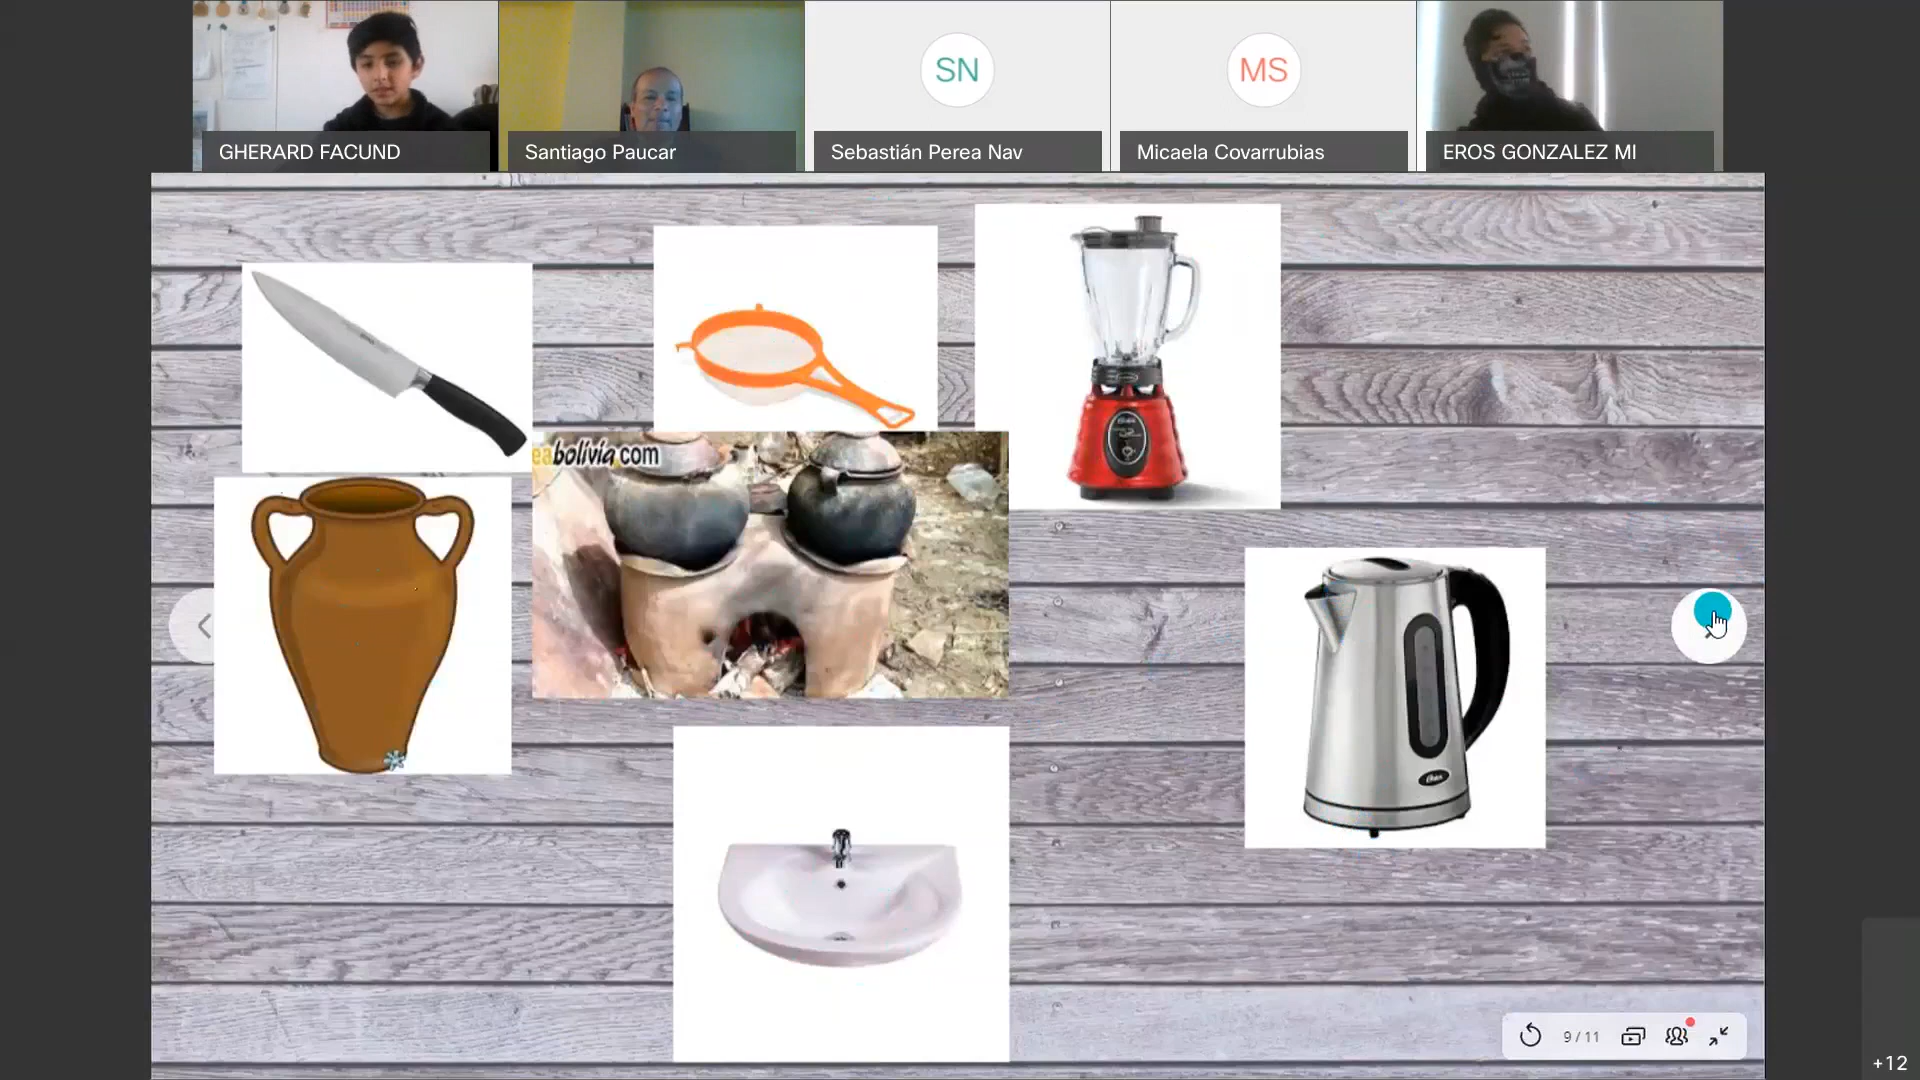 GHERARD FACUND
Santiago Paucar
SN
Sebastián Perea Nav
MS
Micaela Covarrubias
EROS GONZALEZ MI
eabolivia.com
Oster
9 / 11
+12